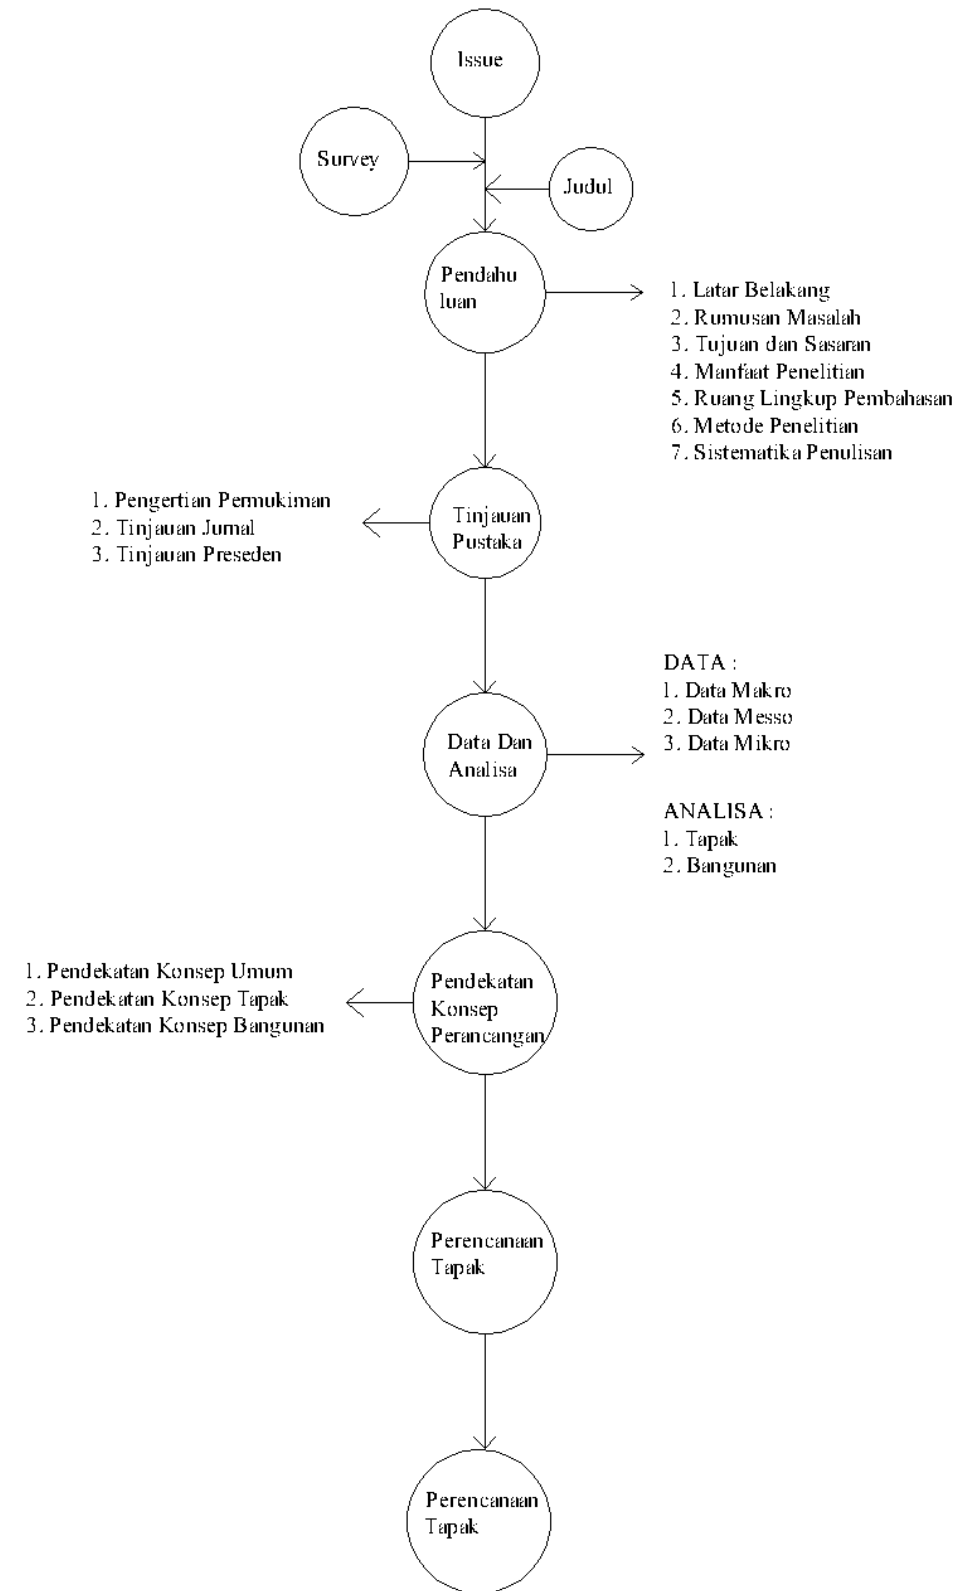 Issue
Survey
Judul
Pendahu
luan
1. Latar Belakang
2. Rumusan Masalah
3. Tujuan dan Sasaran
4. Manfaat Penelitian
5. Ruang Lingkup Pembahasan
6. Metode Penelitian
7. Sistematika Penulisan
1. Pengertian Permukiman
2. Tinjauan Jurnal
3. Tinjauan Preseden
Tinjauan
Pustaka
DATA :
1. Data Makro
2. Data Messo
3. Data Mikro
Data Dan
Analisa
ANALISA :
1. Tapak
2. Bangunan
1. Pendekatan Konsep Umum
2. Pendekatan Konsep Tapak
3. Pendekatan Konsep Bangunan
Pendekatan
Konsep
Perancangan
Perencanaan
Tapak
Perencanaan
Tapak